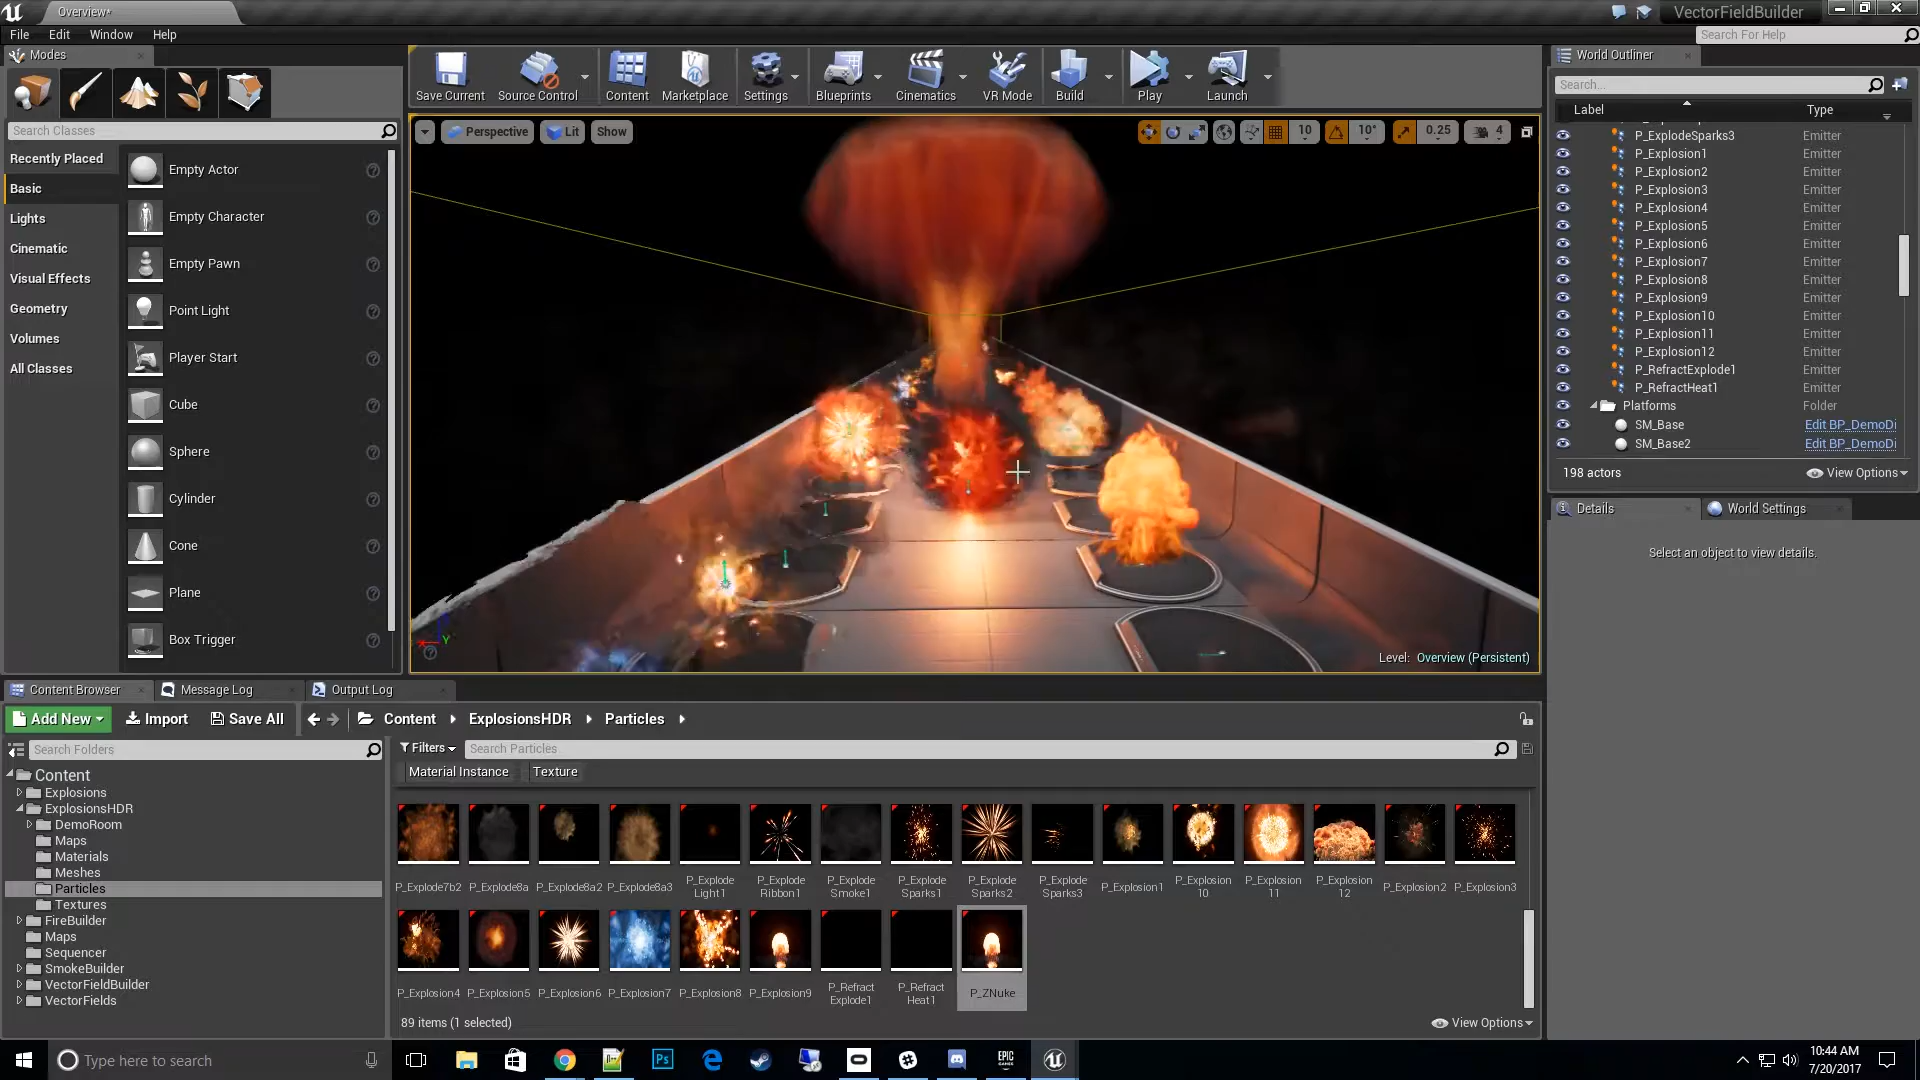 Overview*
VectorFieldBuilder
File Edit Window Help
Search For Help
Modes
Search Classes
Recently Placed
Basic
Lights
Cinematic
Visual Effects
Geometry
Volumes
All Classes
Empty Actor
Empty Character
Empty Pawn
Point Light
Player Start
Cube
Sphere
Cylinder
Cone
Plane
Box Trigger
Save Current Source Control Content Marketplace Settings Blueprints Cinematics VR Mode Build Play Launch
Perspective Lit Show
10 10° 0.25 4
Y
Level: Overview (Persistent)
World Outliner
Search...
Label Type
P_ExplodeSparks3 Emitter
P_Explosion1 Emitter
P_Explosion2 Emitter
P_Explosion3 Emitter
P_Explosion4 Emitter
P_Explosion5 Emitter
P_Explosion6 Emitter
P_Explosion7 Emitter
P_Explosion8 Emitter
P_Explosion9 Emitter
P_Explosion10 Emitter
P_Explosion11 Emitter
P_Explosion12 Emitter
P_RefractExplode1 Emitter
P_RefractHeat1 Emitter
Platforms Folder
SM_Base Edit BP_DemoDi
SM_Base2 Edit BP_DemoDi
198 actors View Options
Details World Settings
Select an object to view details.
Content Browser Message Log Output Log
Add New Import Save All Content ExplosionsHDR Particles
Search Folders
Content
Explosions
ExplosionsHDR
DemoRoom
Maps
Materials
Meshes
Particles
Textures
FireBuilder
Maps
Sequencer
SmokeBuilder
VectorFieldBuilder
VectorFields
Filters Search Particles
Material Instance Texture
P_Explode7b2 P_Explode8a P_Explode8a2 P_Explode8a3 P_Explode Light1 P_Explode Ribbon1 P_Explode Smoke1 P_Explode Sparks1 P_Explode Sparks2 P_Explode Sparks3 P_Explosion1 P_Explosion 10 P_Explosion 11 P_Explosion 12 P_Explosion2 P_Explosion3
P_Explosion4 P_Explosion5 P_Explosion6 P_Explosion7 P_Explosion8 P_Explosion9 P_Refract Explode1 P_Refract Heat1 P_ZNuke
89 items (1 selected) View Options
Type here to search
Ps
EPIC GAMES
10:44 AM
7/20/2017